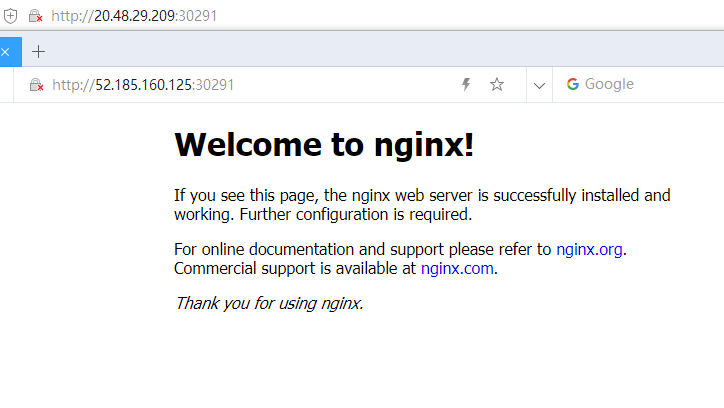 http://20.48.29.209:30291
http://52.185.160.125:30291
Google
Welcome to nginx!
If you see this page, the nginx web server is successfully installed and
working. Further configuration is required.
For online documentation and support please refer to nginx.org.
Commercial support is available at nginx.com.
Thank you for using nginx.